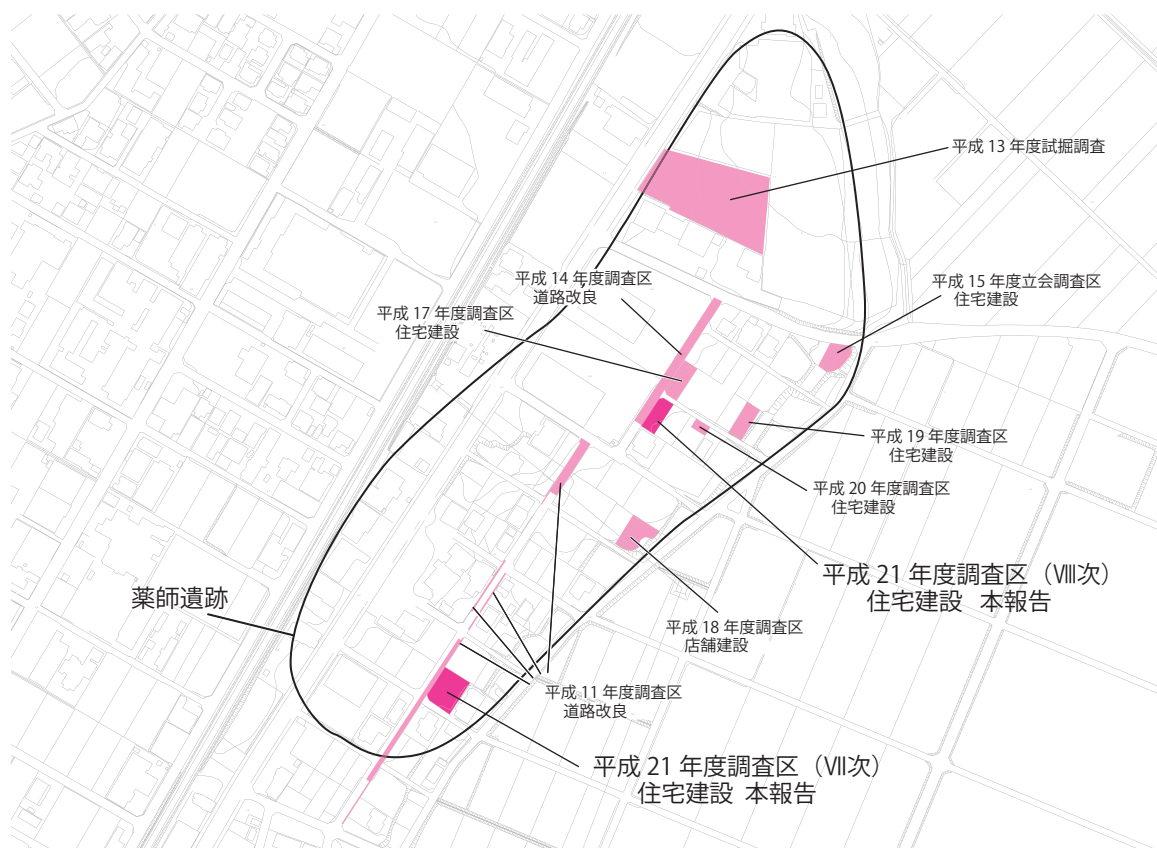 平成 13 年度試掘調査
平成 14 年度調査区
道路改良
平成 15 年度立会調査区
住宅建設
平成 17 年度調査区
住宅建設
平成 19 年度調査区
住宅建設
平成 20 年度調査区
住宅建設
平成 21 年度調査区（Ⅷ次）
住宅建設 本報告
薬師遺跡
平成 18 年度調査区
店舗建設
平成 11 年度調査区
道路改良
平成 21 年度調査区（Ⅶ次）
住宅建設 本報告